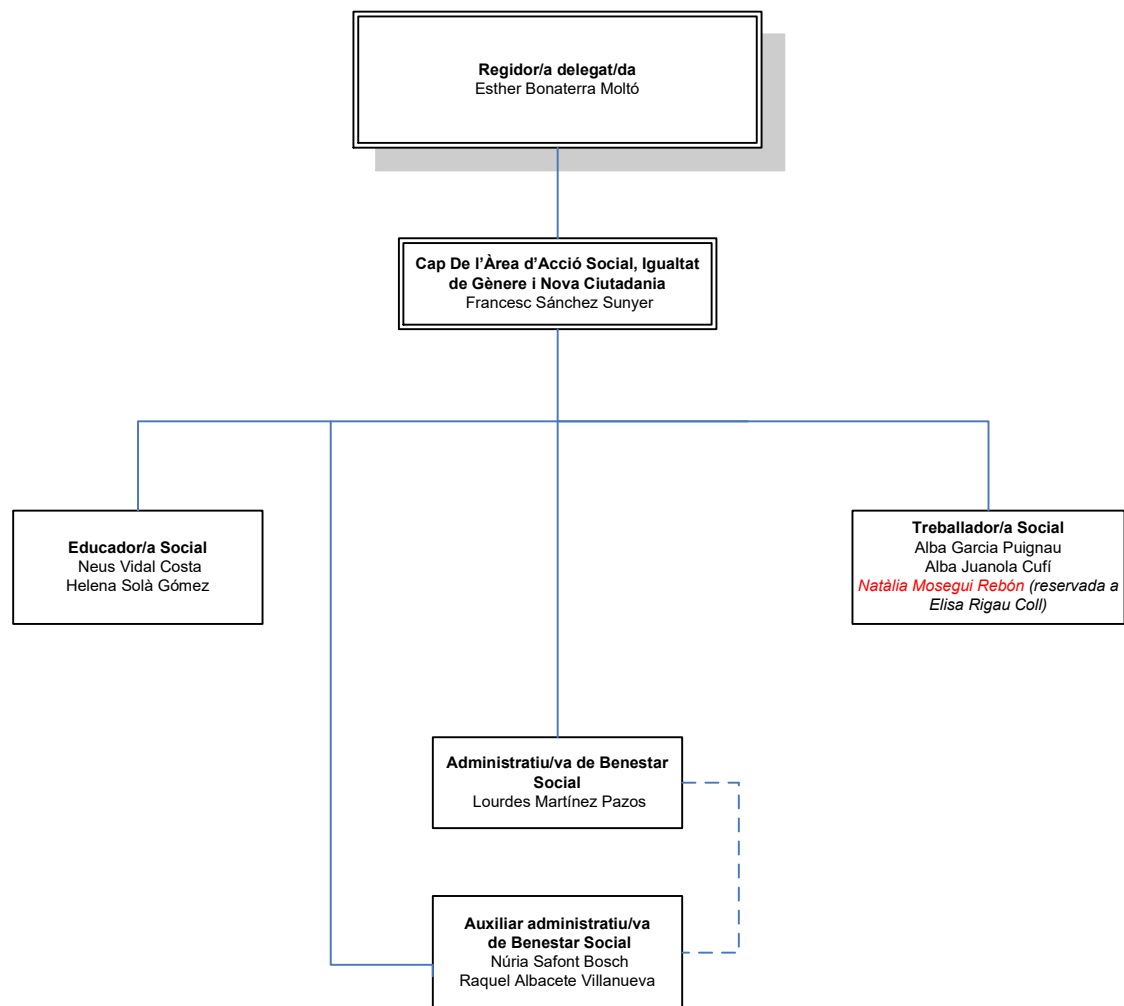 Regidor/a delegat/da
Esther Bonaterra Moltó
Cap De l'Àrea d'Acció Social, Igualtat
de Gènere i Nova Ciutadania
Francesc Sánchez Sunyer
Educador/a Social
Neus Vidal Costa
Helena Solà Gómez
Treballador/a Social
Alba Garcia Puignau
Alba Juanola Cufí
Natàlia Mosegui Rebón (reservada a
Elisa Rigau Coll)
Administratiu/va de Benestar
Social
Lourdes Martínez Pazos
Auxiliar administratiu/va
de Benestar Social
Núria Safont Bosch
Raquel Albacete Villanueva